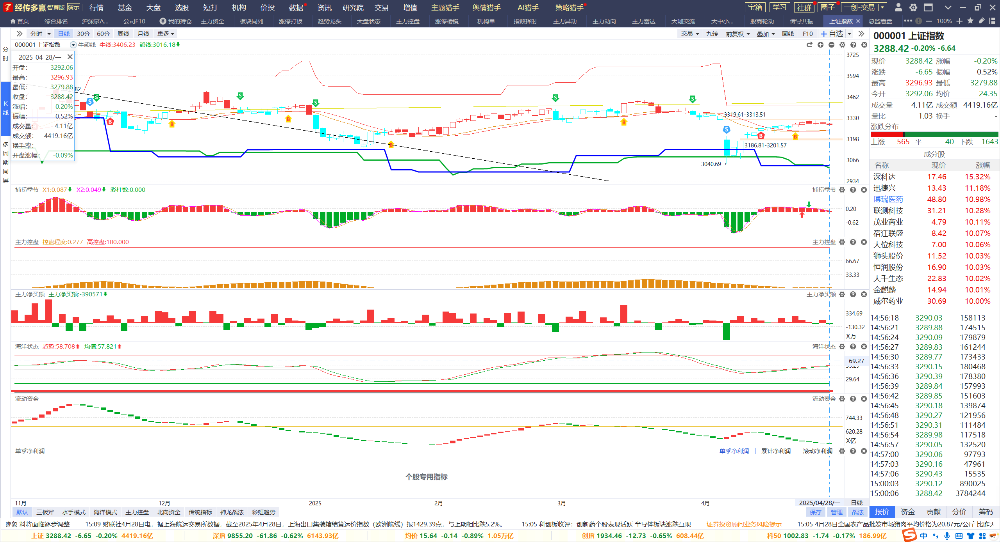 经传多赢 智尊版 演示 行情 基金 大盘 选股 短打 机构 价投 数据 资讯 研究院 交易 增值 主题猎手 舆情猎手 AI猎手 策略猎手 宝箱 学习 社群 圈子 一创-交易
首页 综合排名 沪深京A... 公司F10 我的持仓 主力资金 板块同列 涨停打板 趋势龙头 大盘状态 主力控盘 涨停棱镜 机构单 指数择时 主力异动 主力动向 主力雷达 大咖交流 大中小... 股商轮动 传导共振 上证指数 总监看盘 100%
分时 日线 30分 60分 周线 月线 更多 交易 九转 前复权 叠加 画线 F10 自选
分时
K线
多周期同屏
000001 上证指数 牛熊线 牛线:3406.23 熊线:3016.18
2025-04-28/一
开盘: 3292.06
最高: 3296.93
最低: 3279.88
收盘: 3288.42
涨幅: -0.20%
振幅: 0.52%
成交量: 4.11亿
成交额: 4419.16亿
换手率: -
开盘涨幅: -0.09%
82
3319.61-3313.51
3186.81-3201.57
3040.69→
3725
3594
3462
3330
3198
3066
2934
捕捞季节 X1:0.087 X2:0.049 彩柱数:0.000 捕捞季节
0.20
-0.62
主力控盘 控盘程度:0.277 高控盘:100.000 主力控盘
66.67
33.33
主力净买额 主力净买额:-390571 主力净买额
334.69
-130.32
X万
海洋状态 趋势:58.708 均值:57.821 海洋状态
69.27
29.64
流动资金 流动资金
744.33
620.28
X亿
单季净利润 单季净利润 累计净利润 滚动净利润
个股专用指标
11月 12月 2025 2月 3月 4月 2025/04/28/一 日线
默认 三板斧 水手模式 海洋模式 主力控盘 北向资金 传统指标 神龙战法 彩虹趋势 保存 管理 战法
000001 上证指数
3288.42 -0.20% -6.64
现价 3288.42 涨幅 -0.20%
涨跌 -6.65 振幅 0.52%
最高 3296.93 最低 3279.88
今开 3292.06 均价 24.35
成交量 4.11亿 成交额 4419.16亿
量比 1.03 换手 -
涨跌分布
上涨 565 平 40 下跌 1643
成分股
名称 现价 涨幅
深科达 17.46 15.32%
迅捷兴 13.43 11.18%
博瑞医药 48.80 10.98%
联测科技 31.21 10.28%
茂业商业 4.79 10.11%
宿迁联盛 8.42 10.07%
大位科技 7.00 10.06%
狮头股份 11.52 10.03%
恒润股份 16.90 10.03%
大千生态 22.83 10.02%
金麒麟 14.94 10.01%
威尔药业 30.69 10.00%
14:56:18 3290.03 158113
14:56:21 3289.88 174515
14:56:24 3290.09 179879
14:56:27 3289.83 161244
14:56:30 3289.77 173433
14:56:33 3290.15 180468
14:56:36 3290.39 178380
14:56:39 3289.84 157993
14:56:42 3289.85 151603
14:56:45 3290.18 139874
14:56:48 3290.27 121956
14:56:51 3290.31 111484
14:56:54 3289.98 117518
14:56:57 3290.05 132520
14:57:00 3290.06 97793
14:57:03 3290.16 47961
14:57:06 3290.43 15535
15:00:03 3290.12 890025
15:00:06 3288.42 3784244
报价 资金 贡献 分价 筹码
迹象 料将面临逐步调整 15:09 财联社4月28日电，据上海航运交易所数据，截至2025年4月28日，上海出口集装箱结算运价指数（欧洲航线）报1429.39点，与上期相比跌5.2%。 15:05 科创板收评：创新药个股表现活跃 半导体板块涨跌互现 证券投资顾问业务风险提示 15:05 4月28日全国农产品批发市场猪肉平均价格为20.87元/公斤 比昨天
上证 3288.42 -6.65 -0.20% 4419.16亿 深指 9855.20 -61.86 -0.62% 6143.93亿 均价 15.64 -0.14 -0.89% 1.05万亿 创指 1934.46 -12.73 -0.65% 608.44亿 科50 1002.83 -1.74 -0.17% 186.99亿 中